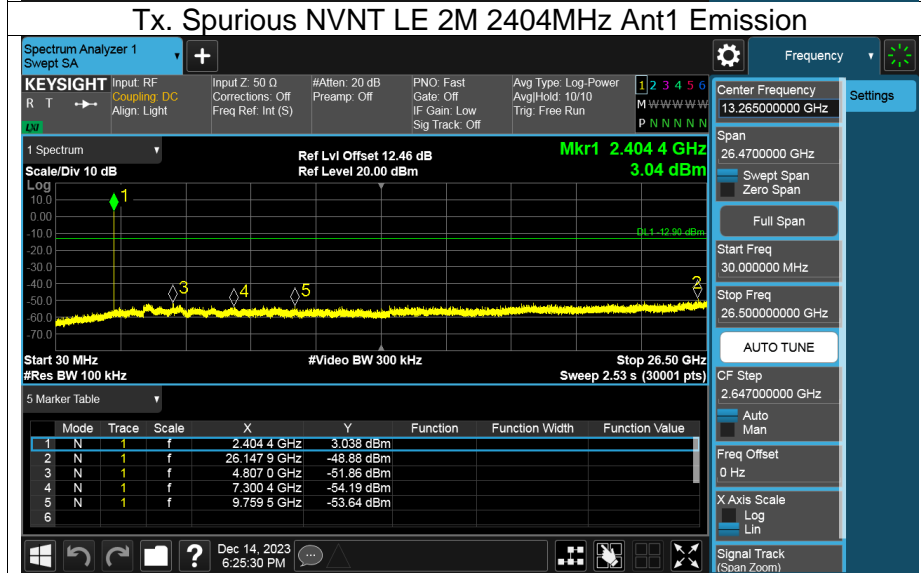 Tx. Spurious NVNT LE 2M 2404MHz Ant1 Emission
Spectrum Analyzer 1
Swept SA
+
Frequency
KEYSIGHT
R T
LXI
Input: RF
Coupling: DC
Align: Light
Input Z: 50 Ω
Corrections: Off
Freq Ref: Int (S)
#Atten: 20 dB
Preamp: Off
PNO: Fast
Gate: Off
IF Gain: Low
Sig Track: Off
Avg Type: Log-Power
Avg|Hold: 10/10
Trig: Free Run
1 2 3 4 5 6
M W W W W W
P N N N N N
1 Spectrum
Scale/Div 10 dB
Ref Lvl Offset 12.46 dB
Ref Level 20.00 dBm
Mkr1 2.404 4 GHz
3.04 dBm
Log
10.0
0.00
-10.0
-20.0
-30.0
-40.0
-50.0
-60.0
-70.0
1
DL1 -12.90 dBm
3
4
5
2
Start 30 MHz
#Res BW 100 kHz
#Video BW 300 kHz
Stop 26.50 GHz
Sweep 2.53 s (30001 pts)
5 Marker Table
Mode Trace Scale X Y Function Function Width Function Value
1 N 1 f 2.404 4 GHz 3.038 dBm
2 N 1 f 26.147 9 GHz -48.88 dBm
3 N 1 f 4.807 0 GHz -51.86 dBm
4 N 1 f 7.300 4 GHz -54.19 dBm
5 N 1 f 9.759 5 GHz -53.64 dBm
6
?
Dec 14, 2023
6:25:30 PM
Center Frequency
13.265000000 GHz
Settings
Span
26.4700000 GHz
Swept Span
Zero Span
Full Span
Start Freq
30.000000 MHz
Stop Freq
26.500000000 GHz
AUTO TUNE
CF Step
2.647000000 GHz
Auto
Man
Freq Offset
0 Hz
X Axis Scale
Log
Lin
Signal Track
(Span Zoom)